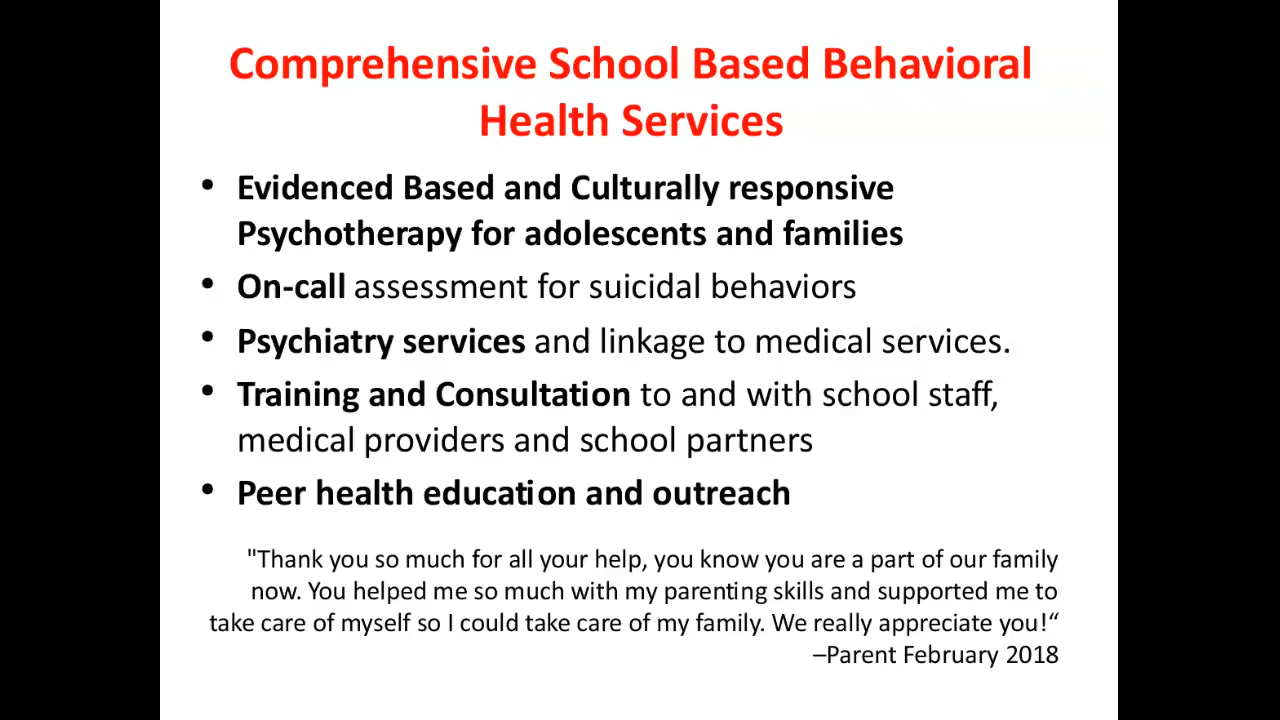 Comprehensive School Based Behavioral
Health Services
• Evidenced Based and Culturally responsive
Psychotherapy for adolescents and families
• On-call assessment for suicidal behaviors
• Psychiatry services and linkage to medical services.
• Training and Consultation to and with school staff,
medical providers and school partners
• Peer health education and outreach
"Thank you so much for all your help, you know you are a part of our family
now. You helped me so much with my parenting skills and supported me to
take care of myself so I could take care of my family. We really appreciate you!“
–Parent February 2018